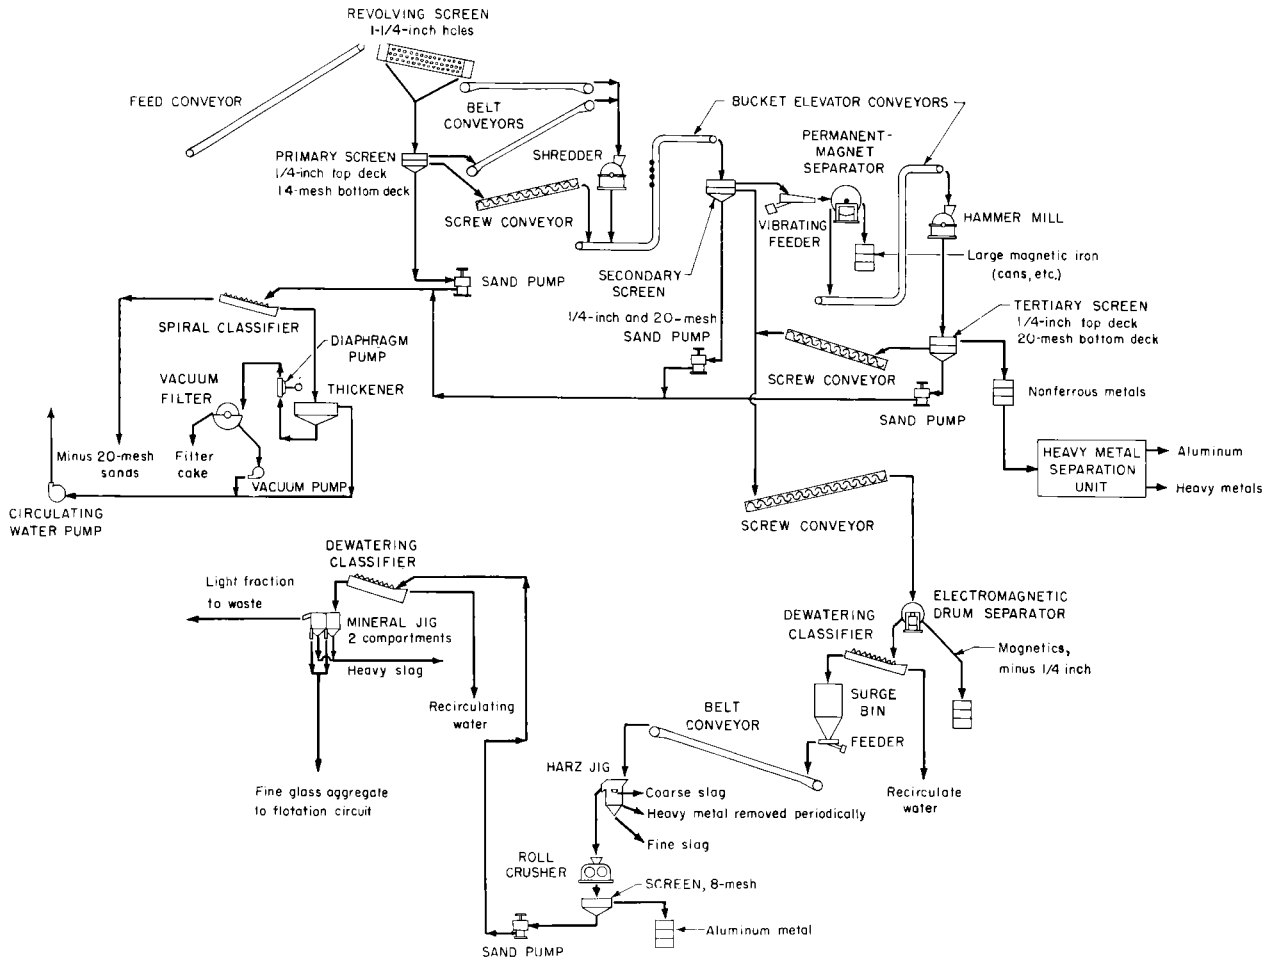 REVOLVING SCREEN
1-1/4-inch holes
FEED CONVEYOR
BELT
CONVEYORS
BUCKET ELEVATOR CONVEYORS
PERMANENT-
MAGNET
SEPARATOR
PRIMARY SCREEN
1/4-inch top deck
14-mesh bottom deck
SHREDDER
SCREW CONVEYOR
VIBRATING
FEEDER
HAMMER MILL
Large magnetic iron
(cans, etc.)
SAND PUMP
SECONDARY
SCREEN
1/4-inch and 20-mesh
SAND PUMP
TERTIARY SCREEN
1/4-inch top deck
20-mesh bottom deck
SPIRAL CLASSIFIER
DIAPHRAGM
PUMP
VACUUM
FILTER
THICKENER
SCREW CONVEYOR
Nonferrous metals
SAND PUMP
Minus 20-mesh
sands
Filter
cake
VACUUM PUMP
CIRCULATING
WATER PUMP
HEAVY METAL
SEPARATION
UNIT
Aluminum
Heavy metals
SCREW CONVEYOR
DEWATERING
CLASSIFIER
Light fraction
to waste
MINERAL JIG
2 compartments
Heavy slag
Recirculating
water
ELECTROMAGNETIC
DRUM SEPARATOR
DEWATERING
CLASSIFIER
Magnetics,
minus 1/4 inch
SURGE
BIN
FEEDER
BELT
CONVEYOR
Recirculate
water
HARZ JIG
Coarse slag
Heavy metal removed periodically
Fine slag
Fine glass aggregate
to flotation circuit
ROLL
CRUSHER
SCREEN, 8-mesh
Aluminum metal
SAND PUMP